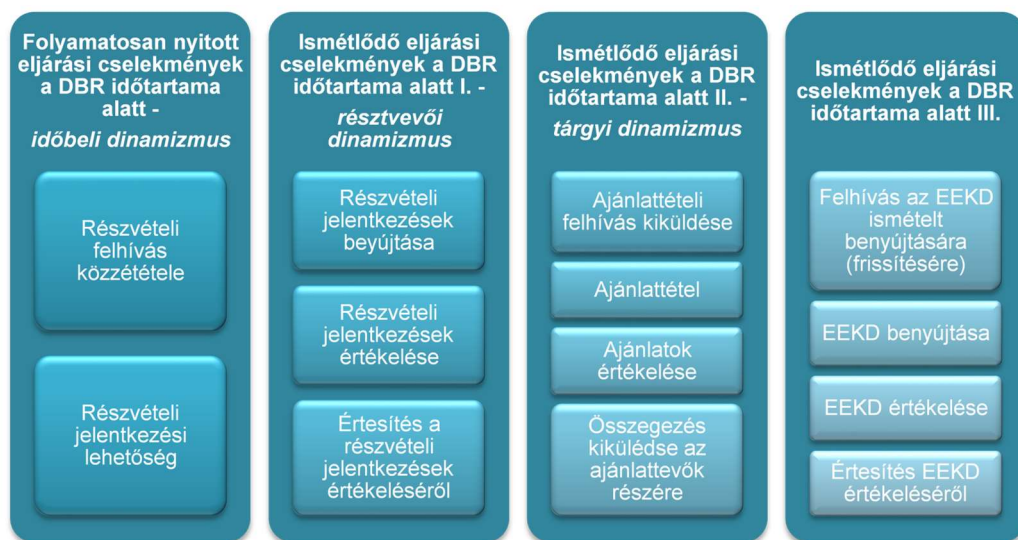 Folyamatosan nyitott
eljárási cselekmények
a DBR időtartama
alatt -
időbeli dinamizmus
Részvételi
felhívás
közzététele
Részvételi
jelentkezési
lehetőség
Ismétlődő eljárási
cselekmények a DBR
időtartama alatt I. -
résztvevői
dinamizmus
Részvételi
jelentkezések
beyújtása
Részvételi
jelentkezések
értékelése
Értesítés a
részvételi
jelentkezések
értékeléséről
Ismétlődő eljárási
cselekmények a DBR
időtartama alatt II. -
tárgyi dinamizmus
Ajánlattételi
felhívás kiküldése
Ajánlattétel
Ajánlatok
értékelése
Összegezés
kikülédse az
ajánlattevők
részére
Ismétlődő eljárási
cselekmények a DBR
időtartama alatt III.
Felhívás az EEKD
ismételt
benyújtására
(frissítésére)
EEKD benyújtása
EEKD értékelése
Értesítés EEKD
értékeléséről